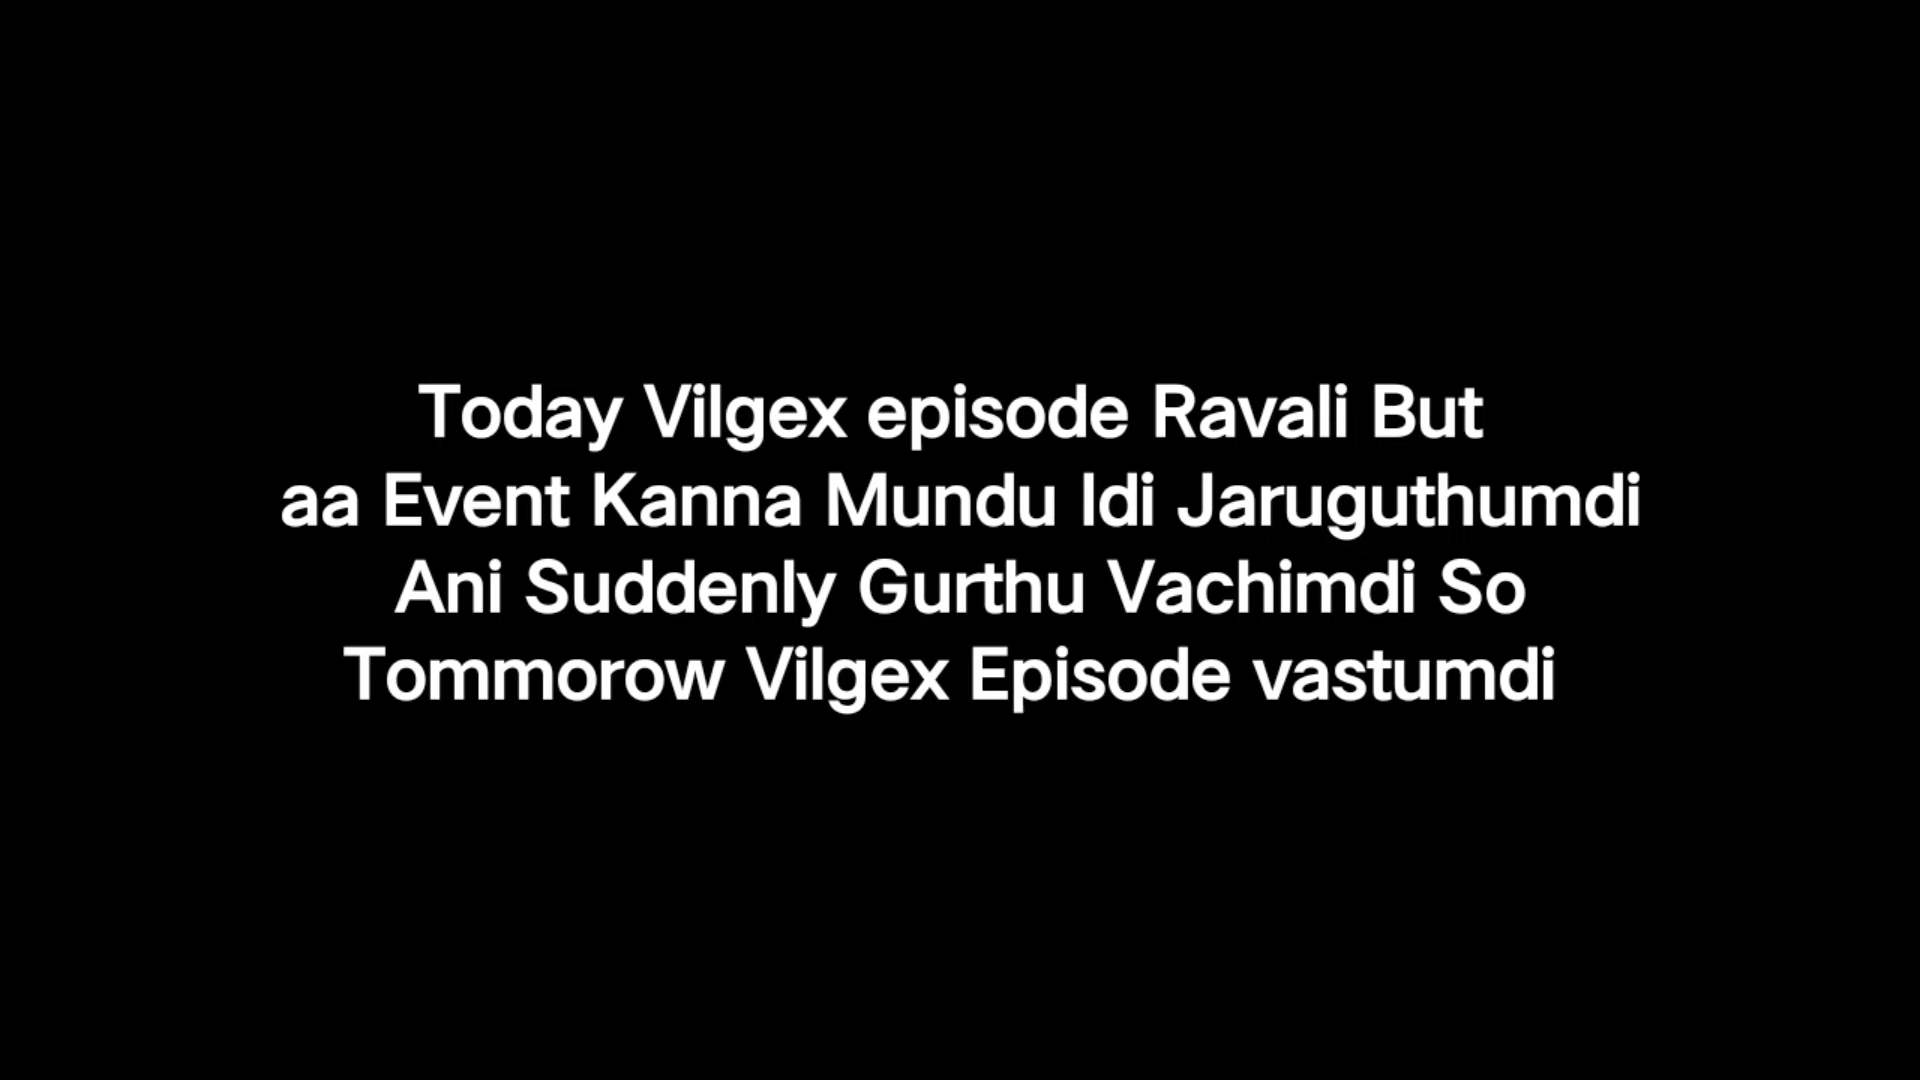 Today Vilgex episode Ravali But
aa Event Kanna Mundu Idi Jaruguthumdi
Ani Suddenly Gurthu Vachimdi So
Tommorow Vilgex Episode vastumdi